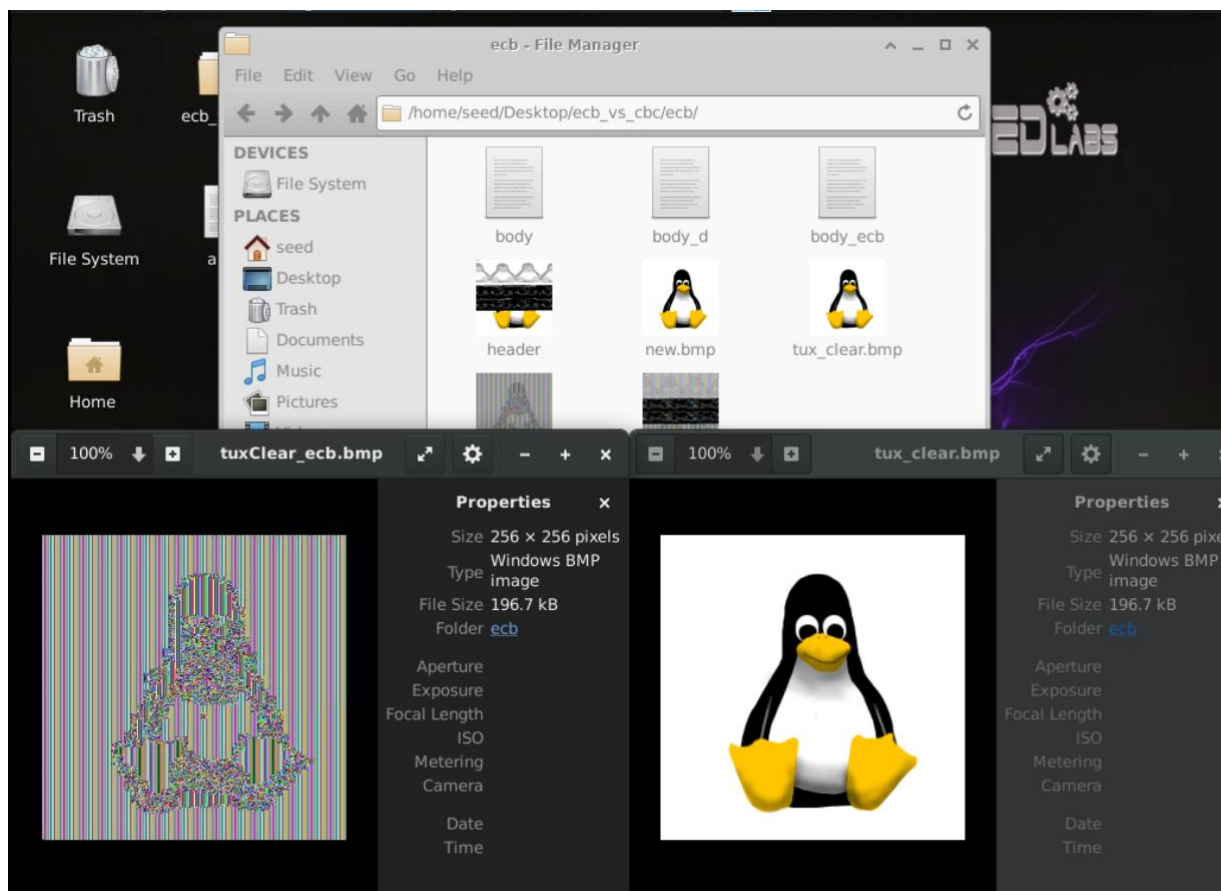 ecb - File Manager
File Edit View Go Help
Trash
/home/seed/Desktop/ecb_vs_cbc/ecb/
ED LABS
DEVICES
File System
PLACES
seed
Desktop
Trash
Documents
Music
Pictures
File System
Home
body body_d body_ecb
header new.bmp tux_clear.bmp
100% tuxClear_ecb.bmp
Properties
Size 256 × 256 pixels
Type Windows BMP
image
File Size 196.7 kB
Folder ecb
Aperture
Exposure
Focal Length
ISO
Metering
Camera
Date
Time
100% tux_clear.bmp
Properties
Size 256 × 256 pixe
Type Windows BMP
image
File Size 196.7 kB
Folder ecb
Aperture
Exposure
Focal Length
ISO
Metering
Camera
Date
Time